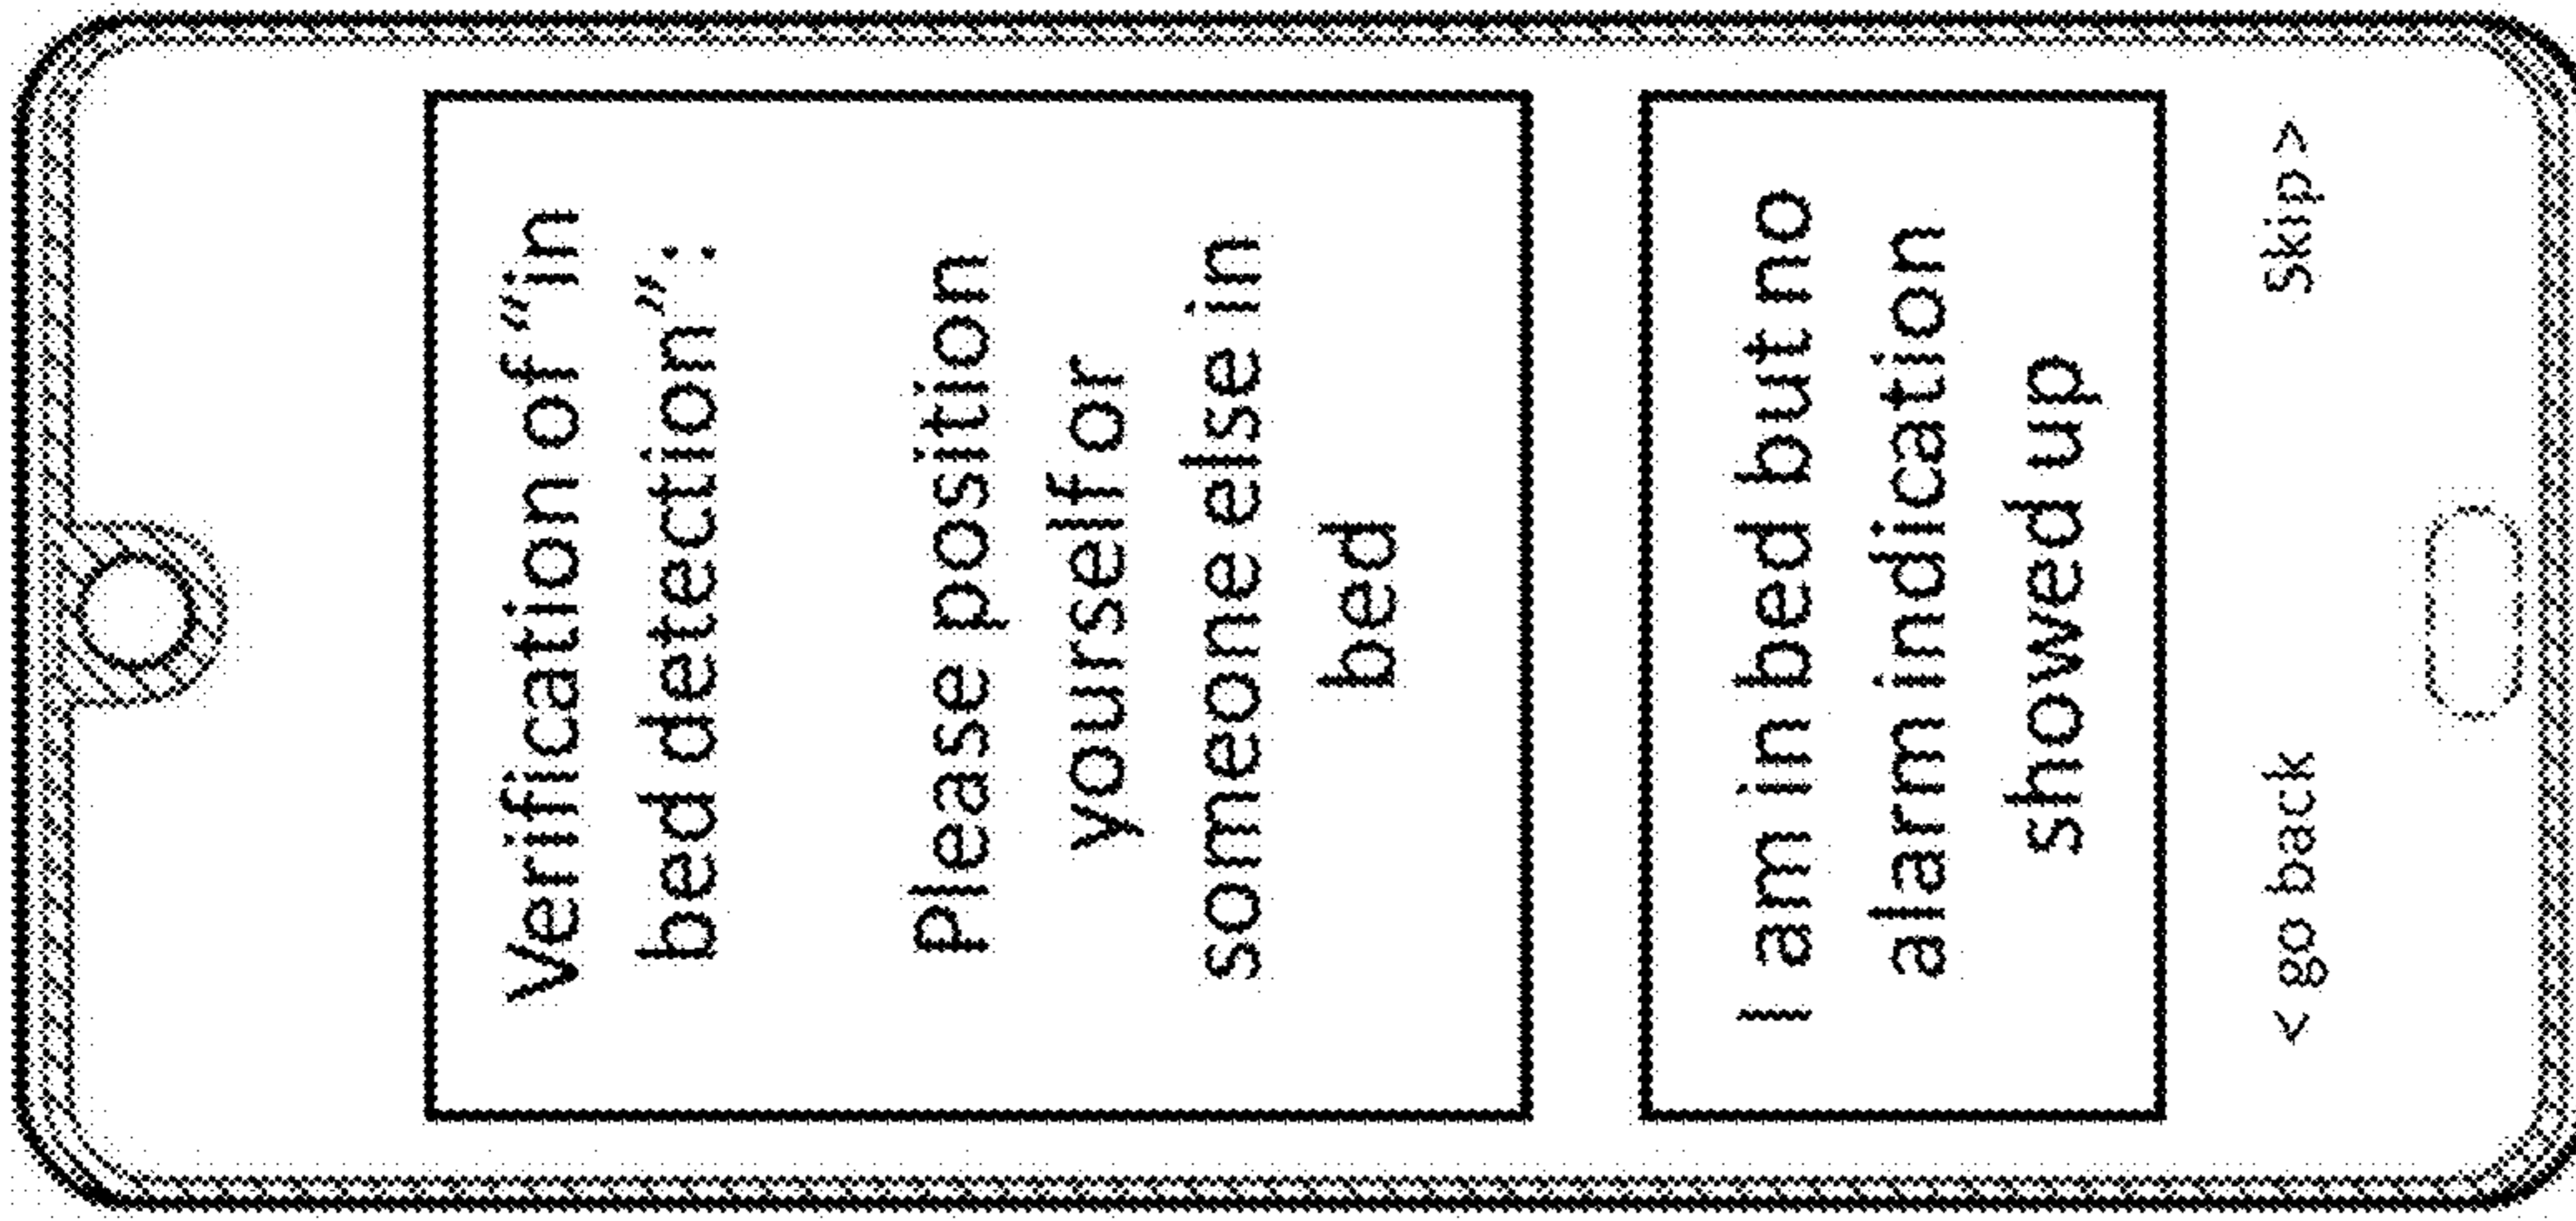 Verification of “in
bed detection”:
Please position
yourself or
someone else in
bed
I am in bed but no
alarm indication
showed up
< go back
Skip >